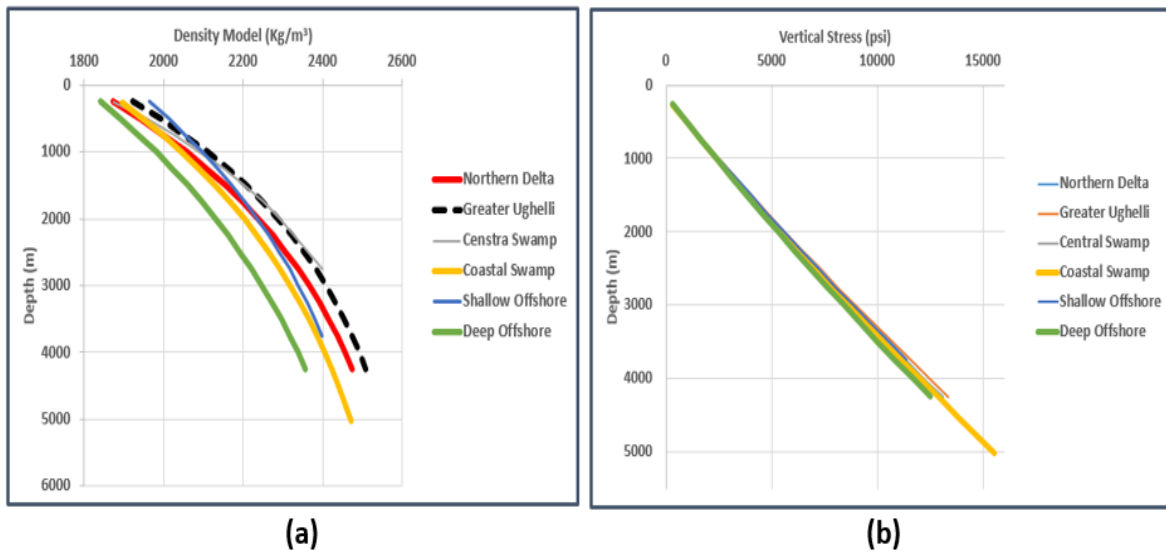 Density Model (Kg/m³)
1800 2000 2200 2400 2600
0
1000
2000
3000
4000
5000
6000
Depth (m)
Northern Delta
Greater Ughelli
Censtra Swamp
Coastal Swamp
Shallow Offshore
Deep Offshore
(a)
Vertical Stress (psi)
0 5000 10000 15000
0
1000
2000
3000
4000
5000
Depth (m)
Northern Delta
Greater Ughelli
Central Swamp
Coastal Swamp
Shallow Offshore
Deep Offshore
(b)